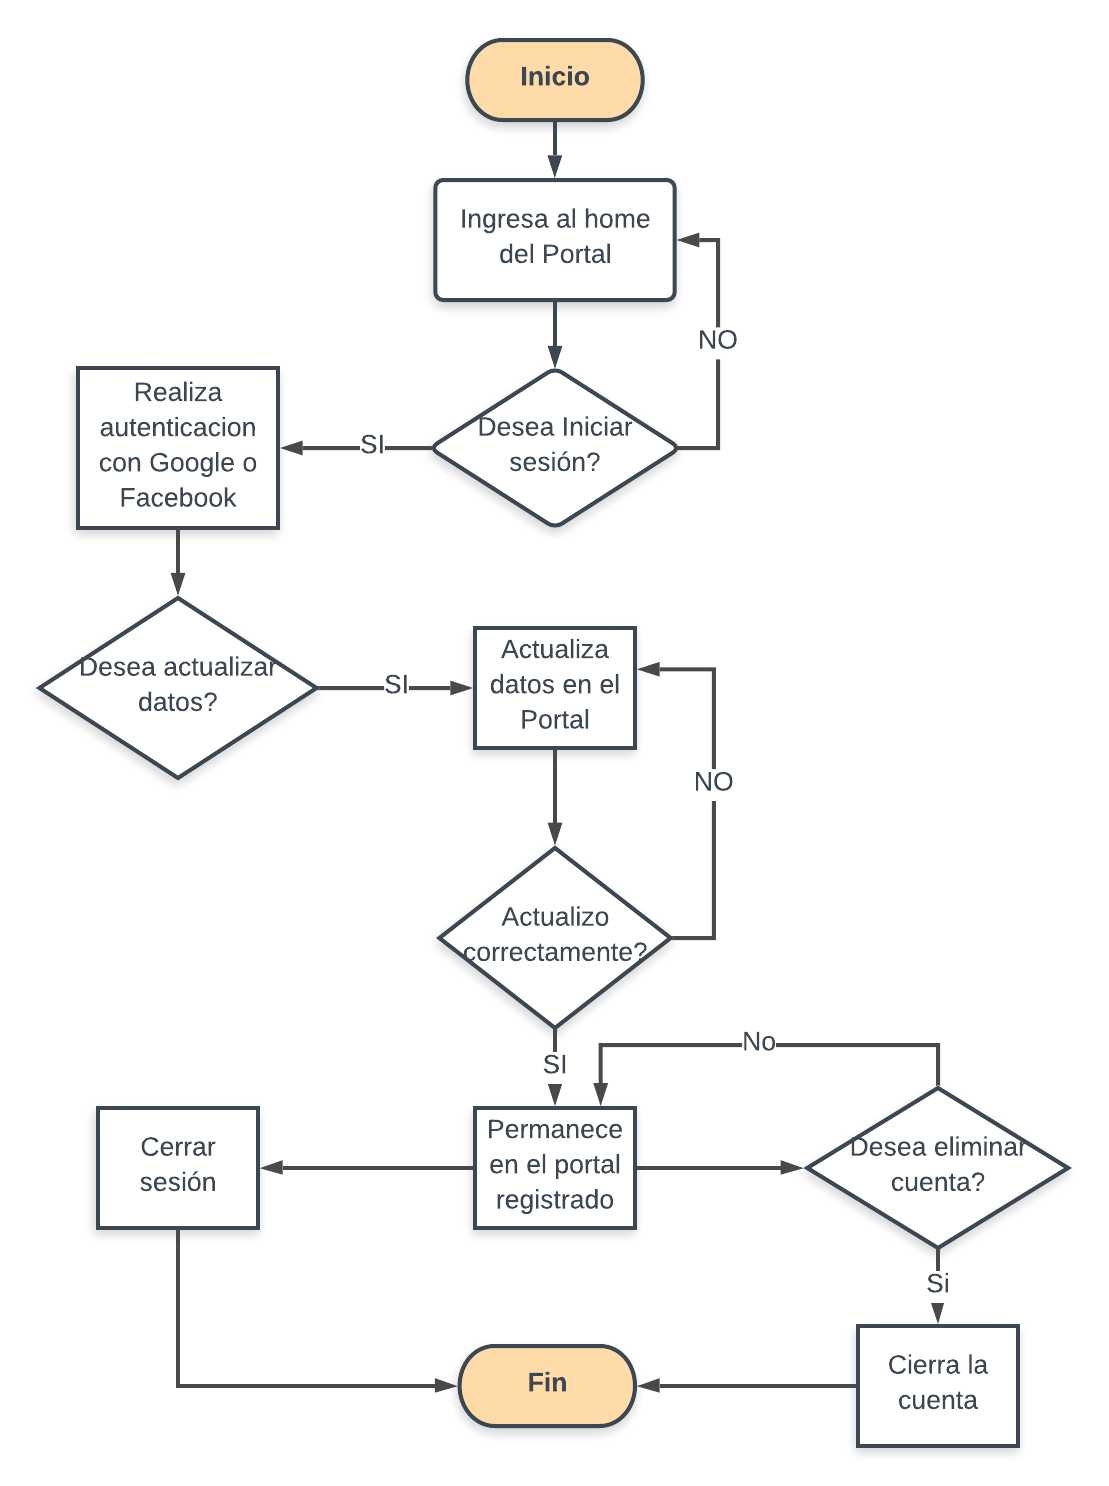 Inicio
Ingresa al home
del Portal
NO
Desea Iniciar
sesión?
SI
Realiza
autenticacion
con Google o
Facebook
Desea actualizar
datos?
SI
Actualiza
datos en el
Portal
NO
Actualizo
correctamente?
SI
No
Cerrar
sesión
Permanece
en el portal
registrado
Desea eliminar
cuenta?
Si
Fin
Cierra la
cuenta